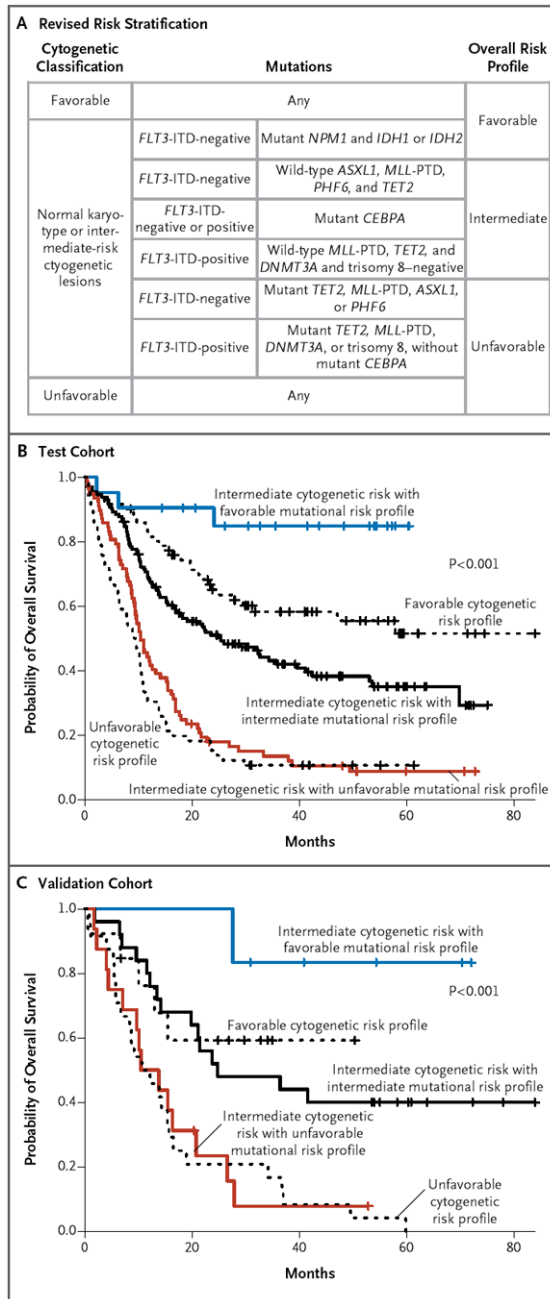 A Revised Risk Stratification
Cytogenetic
Classification
Mutations
Overall Risk
Profile
Favorable
Any
Favorable
Normal karyo-
type or inter-
mediate-risk
ctyogenetic
lesions
FLT3-ITD-negative
Mutant NPM1 and IDH1 or IDH2
FLT3-ITD-negative
Wild-type ASXL1, MLL-PTD,
PHF6, and TET2
Intermediate
FLT3-ITD-
negative or positive
Mutant CEBPA
FLT3-ITD-positive
Wild-type MLL-PTD, TET2, and
DNMT3A and trisomy 8–negative
FLT3-ITD-negative
Mutant TET2, MLL-PTD, ASXL1,
or PHF6
Unfavorable
FLT3-ITD-positive
Mutant TET2, MLL-PTD,
DNMT3A, or trisomy 8, without
mutant CEBPA
Unfavorable
Any
B Test Cohort
Probability of Overall Survival
1.0
0.8
0.6
0.4
0.2
0.0
Intermediate cytogenetic risk with
favorable mutational risk profile
P<0.001
Favorable cytogenetic
risk profile
Intermediate cytogenetic risk with
intermediate mutational risk profile
Unfavorable
cytogenetic
risk profile
Intermediate cytogenetic risk with unfavorable mutational risk profile
0
20
40
60
80
Months
C Validation Cohort
Probability of Overall Survival
1.0
0.8
0.6
0.4
0.2
0.0
Intermediate cytogenetic risk with
favorable mutational risk profile
P<0.001
Favorable cytogenetic risk profile
Intermediate cytogenetic risk with
intermediate mutational risk profile
Intermediate cytogenetic
risk with unfavorable
mutational risk profile
Unfavorable
cytogenetic
risk profile
0
20
40
60
80
Months